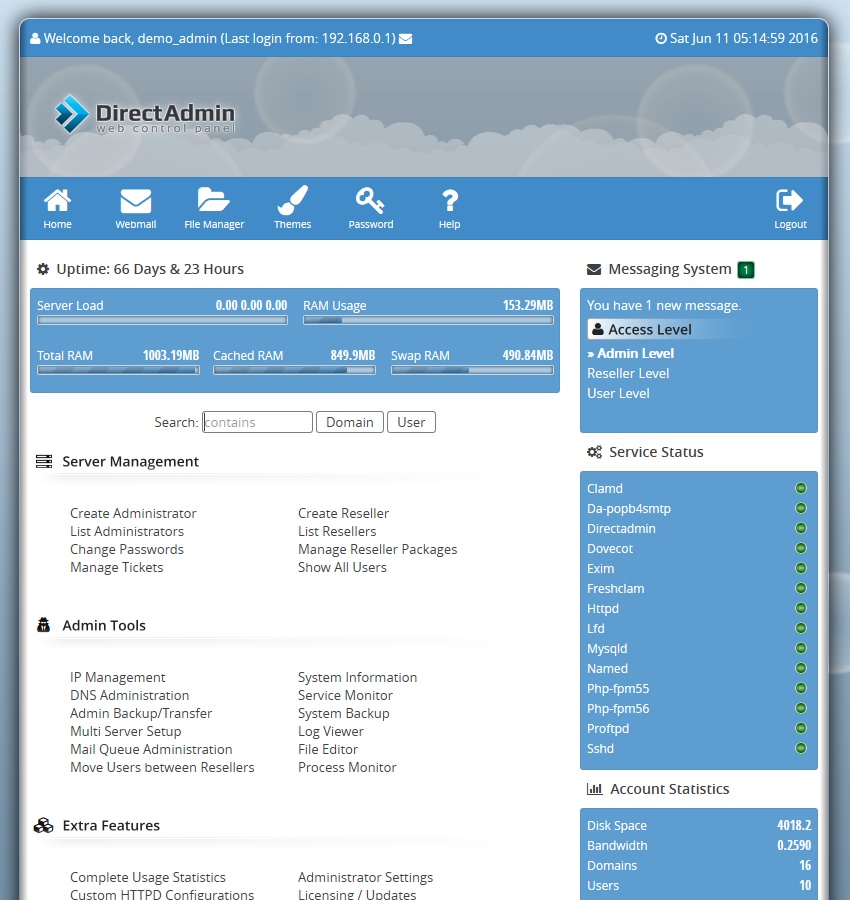 Welcome back, demo_admin (Last login from: 192.168.0.1)
Sat Jun 11 05:14:59 2016
DirectAdmin
web control panel
Home
Webmail
File Manager
Themes
Password
Help
Logout
Uptime: 66 Days & 23 Hours
Server Load 0.00 0.00 0.00
RAM Usage 153.29MB
Total RAM 1003.19MB
Cached RAM 849.9MB
Swap RAM 490.84MB
Search: contains Domain User
Server Management
Create Administrator
List Administrators
Change Passwords
Manage Tickets
Create Reseller
List Resellers
Manage Reseller Packages
Show All Users
Admin Tools
IP Management
DNS Administration
Admin Backup/Transfer
Multi Server Setup
Mail Queue Administration
Move Users between Resellers
System Information
Service Monitor
System Backup
Log Viewer
File Editor
Process Monitor
Extra Features
Complete Usage Statistics
Custom HTTPD Configurations
Administrator Settings
Licensing / Updates
Messaging System 1
You have 1 new message.
Access Level
» Admin Level
Reseller Level
User Level
Service Status
Clamd
Da-popb4smtp
Directadmin
Dovecot
Exim
Freshclam
Httpd
Lfd
Mysqld
Named
Php-fpm55
Php-fpm56
Proftpd
Sshd
Account Statistics
Disk Space 4018.2
Bandwidth 0.2590
Domains 16
Users 10